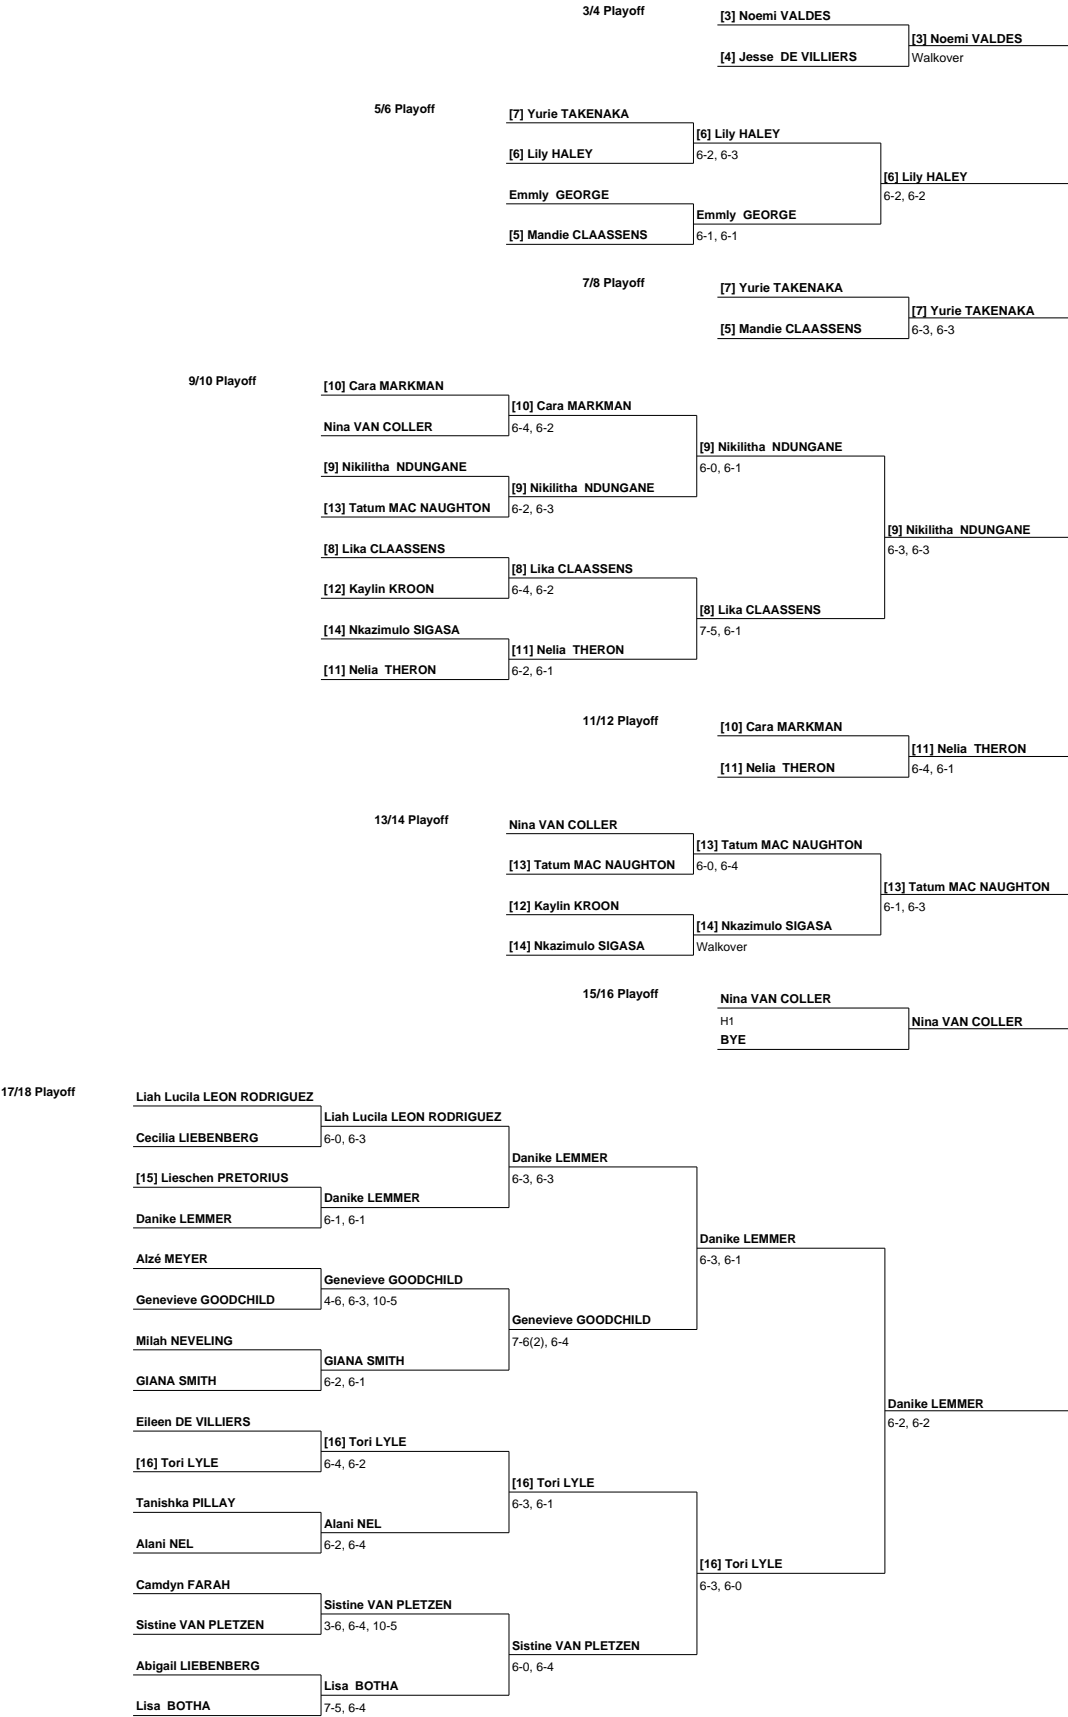 3/4 Playoff
[3] Noemi VALDES
[3] Noemi VALDES
[4] Jesse DE VILLIERS
Walkover
5/6 Playoff
[7] Yurie TAKENAKA
[6] Lily HALEY
[6] Lily HALEY
6-2, 6-3
[6] Lily HALEY
6-2, 6-2
Emmly GEORGE
Emmly GEORGE
[5] Mandie CLAASSENS
6-1, 6-1
7/8 Playoff
[7] Yurie TAKENAKA
[7] Yurie TAKENAKA
[5] Mandie CLAASSENS
6-3, 6-3
9/10 Playoff
[10] Cara MARKMAN
[10] Cara MARKMAN
Nina VAN COLLER
6-4, 6-2
[9] Nikilitha NDUNGANE
6-0, 6-1
[9] Nikilitha NDUNGANE
[9] Nikilitha NDUNGANE
[13] Tatum MAC NAUGHTON
6-2, 6-3
[9] Nikilitha NDUNGANE
6-3, 6-3
[8] Lika CLAASSENS
[8] Lika CLAASSENS
[12] Kaylin KROON
6-4, 6-2
[8] Lika CLAASSENS
7-5, 6-1
[14] Nkazimulo SIGASA
[11] Nelia THERON
[11] Nelia THERON
6-2, 6-1
11/12 Playoff
[10] Cara MARKMAN
[11] Nelia THERON
[11] Nelia THERON
6-4, 6-1
13/14 Playoff
Nina VAN COLLER
[13] Tatum MAC NAUGHTON
[13] Tatum MAC NAUGHTON
6-0, 6-4
[13] Tatum MAC NAUGHTON
6-1, 6-3
[12] Kaylin KROON
[14] Nkazimulo SIGASA
[14] Nkazimulo SIGASA
Walkover
15/16 Playoff
Nina VAN COLLER
H1
Nina VAN COLLER
BYE
17/18 Playoff
Liah Lucila LEON RODRIGUEZ
Liah Lucila LEON RODRIGUEZ
Cecilia LIEBENBERG
6-0, 6-3
Danike LEMMER
6-3, 6-3
[15] Lieschen PRETORIUS
Danike LEMMER
Danike LEMMER
6-1, 6-1
Danike LEMMER
6-3, 6-1
Alzé MEYER
Genevieve GOODCHILD
Genevieve GOODCHILD
4-6, 6-3, 10-5
Genevieve GOODCHILD
7-6(2), 6-4
Milah NEVELING
GIANA SMITH
GIANA SMITH
6-2, 6-1
Danike LEMMER
6-2, 6-2
Eileen DE VILLIERS
[16] Tori LYLE
[16] Tori LYLE
6-4, 6-2
[16] Tori LYLE
6-3, 6-1
Tanishka PILLAY
Alani NEL
Alani NEL
6-2, 6-4
[16] Tori LYLE
6-3, 6-0
Camdyn FARAH
Sistine VAN PLETZEN
Sistine VAN PLETZEN
3-6, 6-4, 10-5
Sistine VAN PLETZEN
6-0, 6-4
Abigail LIEBENBERG
Lisa BOTHA
Lisa BOTHA
7-5, 6-4